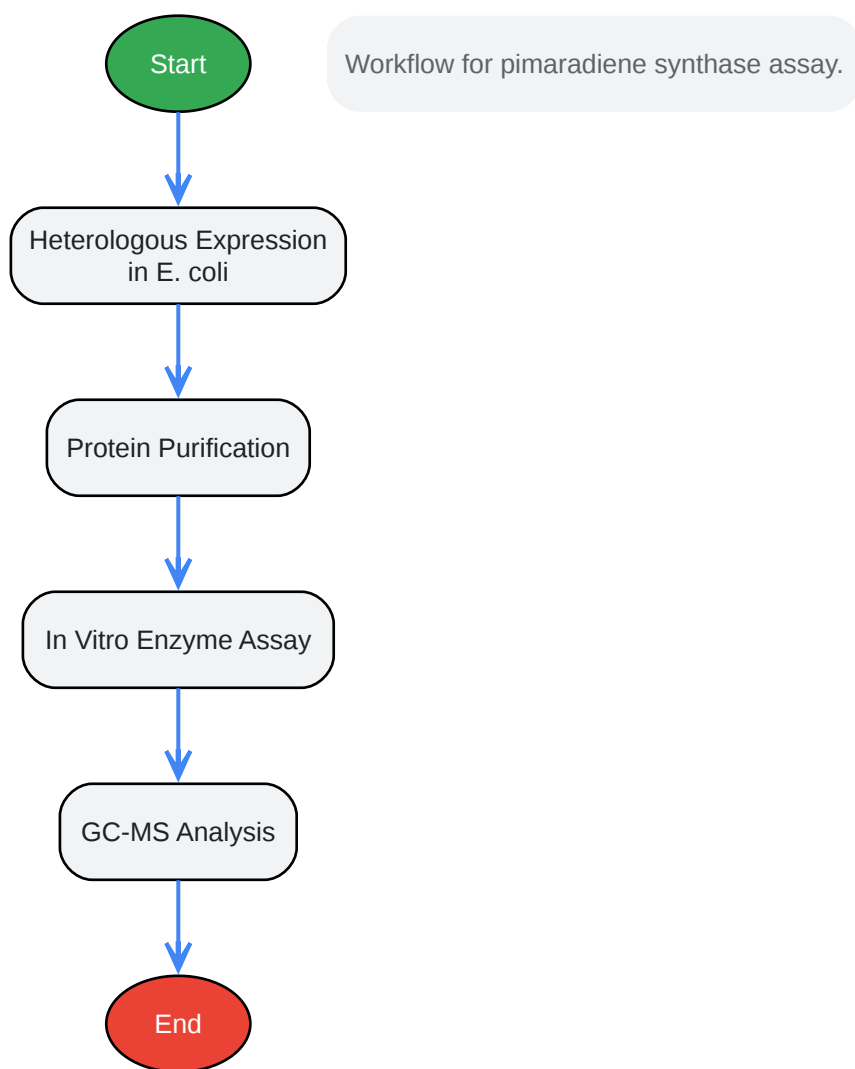 Start
Workflow for pimaradiene synthase assay.
Heterologous Expression
in E. coli
Protein Purification
In Vitro Enzyme Assay
GC-MS Analysis
End